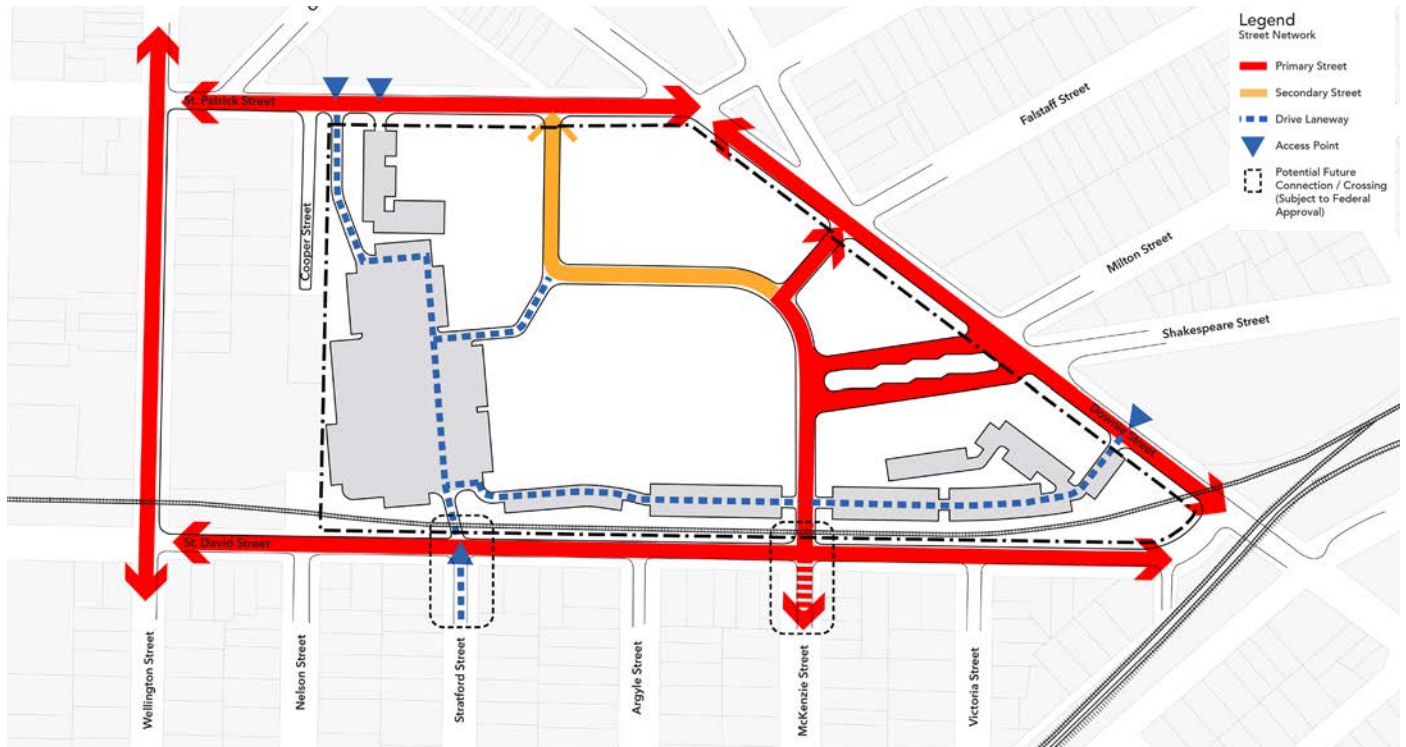 Legend
Street Network
Primary Street
Secondary Street
Drive Laneway
Access Point
Potential Future
Connection / Crossing
(Subject to Federal
Approval)
St. Patrick Street
Falstaff Street
Cooper Street
Milton Street
Shakespeare Street
Downie Street
St. David Street
Wellington Street
Nelson Street
Stratford Street
Argyle Street
McKenzie Street
Victoria Street